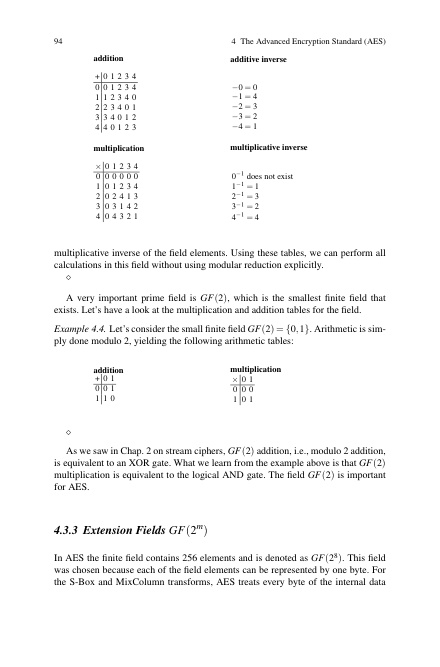 94 4 The Advanced Encryption Standard (AES)
addition additive inverse
+ 0 1 2 3 4
0 0 1 2 3 4 −0 = 0
1 1 2 3 4 0 −1 = 4
2 2 3 4 0 1 −2 = 3
3 3 4 0 1 2 −3 = 2
4 4 0 1 2 3 −4 = 1
multiplication multiplicative inverse
× 0 1 2 3 4
0 0 0 0 0 0 0⁻¹ does not exist
1 0 1 2 3 4 1⁻¹ = 1
2 0 2 4 1 3 2⁻¹ = 3
3 0 3 1 4 2 3⁻¹ = 2
4 0 4 3 2 1 4⁻¹ = 4
multiplicative inverse of the field elements. Using these tables, we can perform all
calculations in this field without using modular reduction explicitly.
⋄
A very important prime field is GF(2), which is the smallest finite field that
exists. Let's have a look at the multiplication and addition tables for the field.
Example 4.4. Let's consider the small finite field GF(2) = {0,1}. Arithmetic is sim-
ply done modulo 2, yielding the following arithmetic tables:
addition multiplication
+ 0 1 × 0 1
0 0 1 0 0 0
1 1 0 1 0 1
⋄
As we saw in Chap. 2 on stream ciphers, GF(2) addition, i.e., modulo 2 addition,
is equivalent to an XOR gate. What we learn from the example above is that GF(2)
multiplication is equivalent to the logical AND gate. The field GF(2) is important
for AES.
4.3.3 Extension Fields GF(2ᵐ)
In AES the finite field contains 256 elements and is denoted as GF(2⁸). This field
was chosen because each of the field elements can be represented by one byte. For
the S-Box and MixColumn transforms, AES treats every byte of the internal data